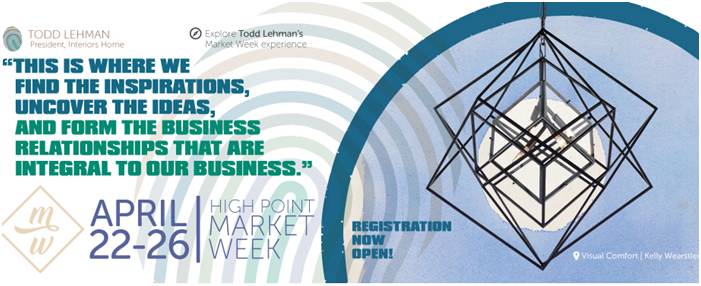 TODD LEHMAN
President, Interiors Home
Explore Todd Lehman's
Market Week experience
"THIS IS WHERE WE
FIND THE INSPIRATIONS,
UNCOVER THE IDEAS,
AND FORM THE BUSINESS
RELATIONSHIPS THAT ARE
INTEGRAL TO OUR BUSINESS."
mw
APRIL
22-26
HIGH POINT
MARKET
WEEK
REGISTRATION
NOW
OPEN!
Visual Comfort | Kelly Wearstle